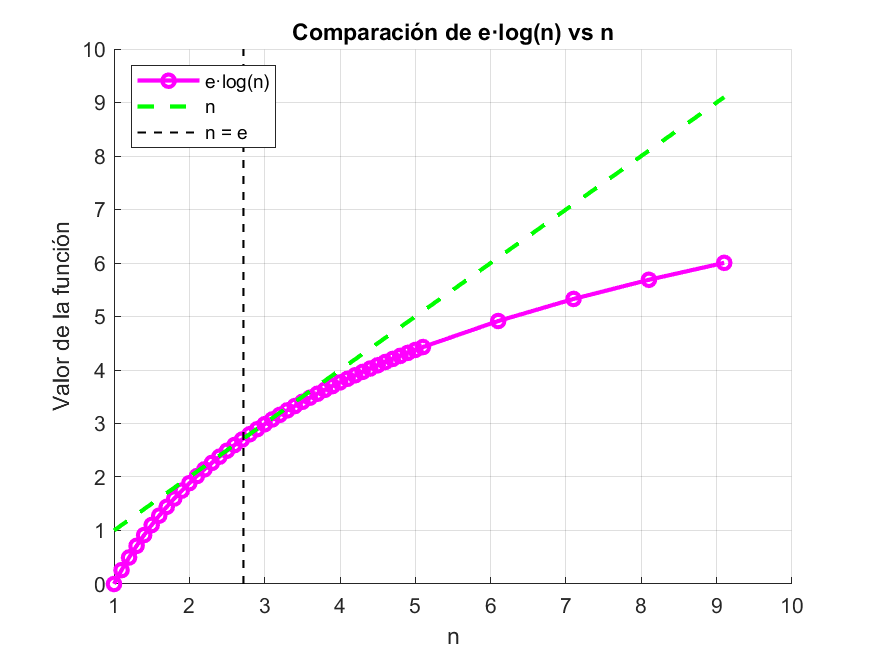 Comparación de e·log(n) vs n
10
9
8
7
6
5
4
3
2
1
0
e·log(n)
n
n = e
Valor de la función
1 2 3 4 5 6 7 8 9 10
n